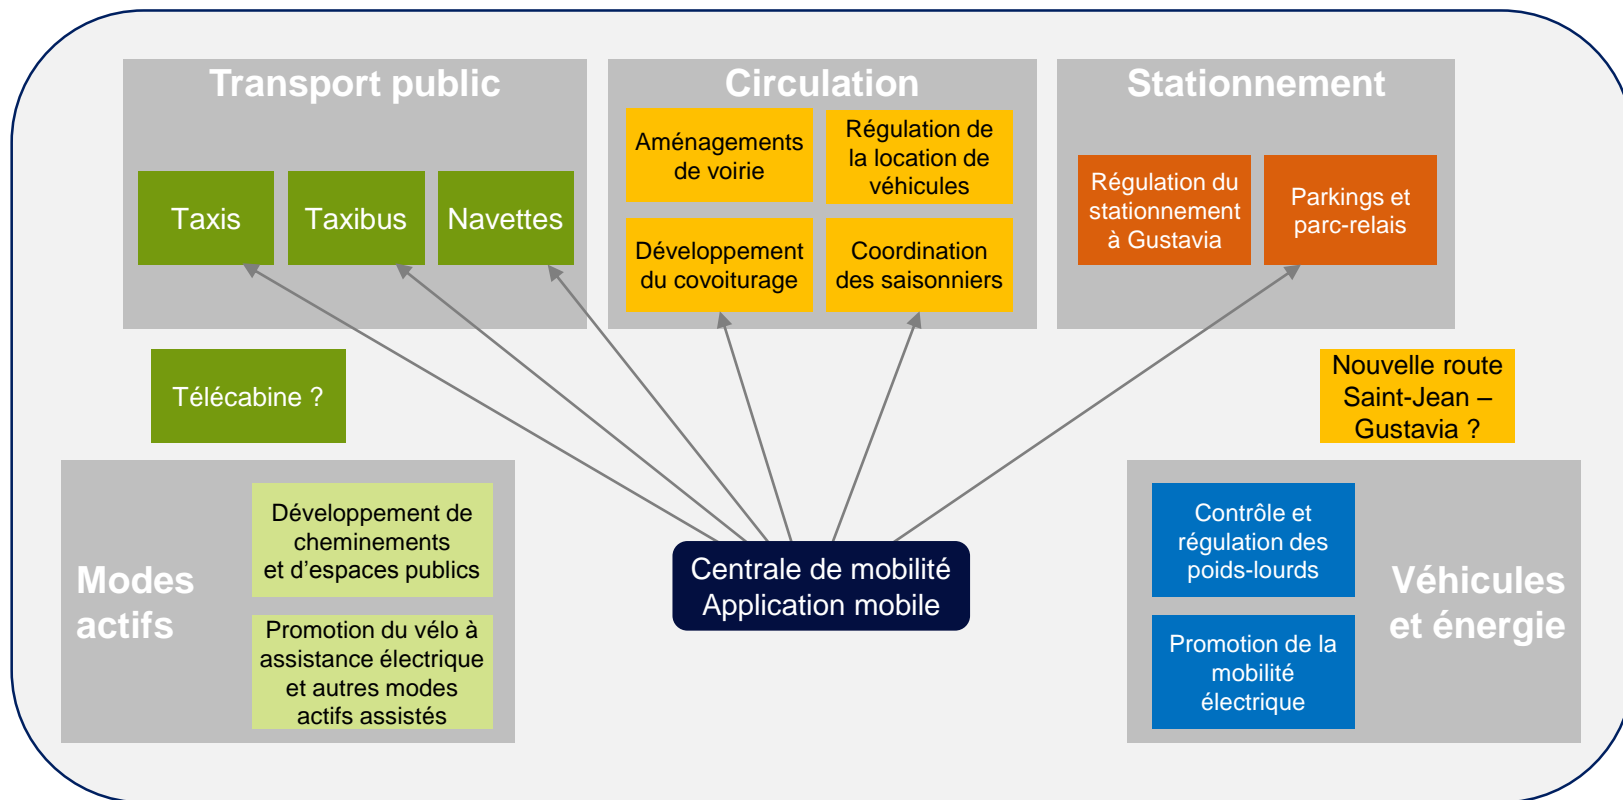 Transport public
Taxis
Taxibus
Navettes
Circulation
Aménagements
de voirie
Régulation de
la location de
véhicules
Développement
du covoiturage
Coordination
des saisonniers
Stationnement
Régulation du
stationnement
à Gustavia
Parkings et
parc-relais
Télécabine ?
Nouvelle route
Saint-Jean –
Gustavia ?
Modes
actifs
Développement de
cheminements
et d'espaces publics
Promotion du vélo à
assistance électrique
et autres modes
actifs assistés
Centrale de mobilité
Application mobile
Contrôle et
régulation des
poids-lourds
Promotion de la
mobilité
électrique
Véhicules
et énergie